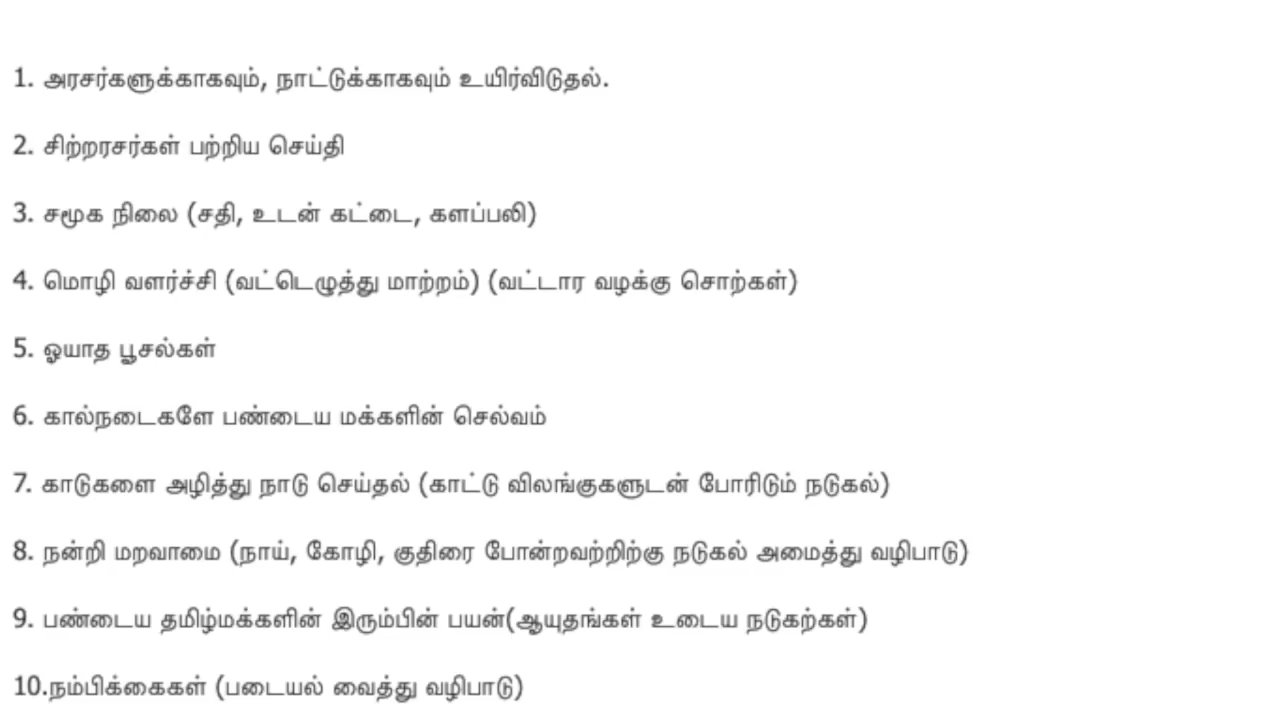 1. அரசர்களுக்காகவும், நாட்டுக்காகவும் உயிர்விடுதல்.
2. சிற்றரசர்கள் பற்றிய செய்தி
3. சமூக நிலை (சதி, உடன் கட்டை, களப்பலி)
4. மொழி வளர்ச்சி (வட்டெழுத்து மாற்றம்) (வட்டார வழக்கு சொற்கள்)
5. ஓயாத பூசல்கள்
6. கால்நடைகளே பண்டைய மக்களின் செல்வம்
7. காடுகளை அழித்து நாடு செய்தல் (காட்டு விலங்குகளுடன் போரிடும் நடுகல்)
8. நன்றி மறவாமை (நாய், கோழி, குதிரை போன்றவற்றிற்கு நடுகல் அமைத்து வழிபாடு)
9. பண்டைய தமிழ்மக்களின் இரும்பின் பயன்(ஆயுதங்கள் உடைய நடுகற்கள்)
10.நம்பிக்கைகள் (படையல் வைத்து வழிபாடு)